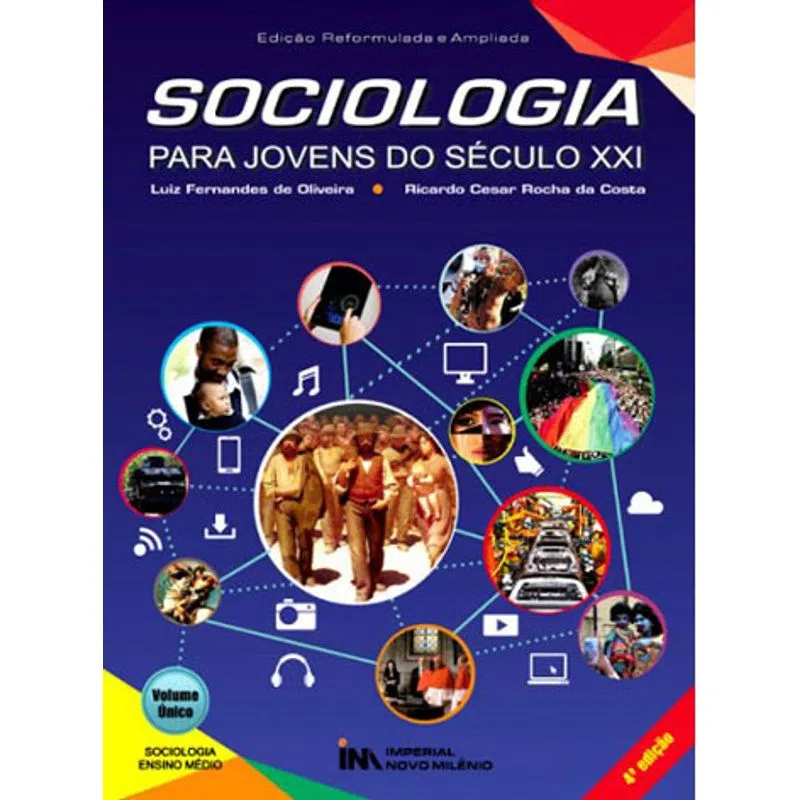 Edição Reformulada e Ampliada
SOCIOLOGIA
PARA JOVENS DO SÉCULO XXI
Luiz Fernandes de Oliveira • Ricardo Cesar Rocha da Costa
Volume
Único
SOCIOLOGIA
ENSINO MÉDIO
INM IMPERIAL
NOVO MILÊNIO
4ª edição